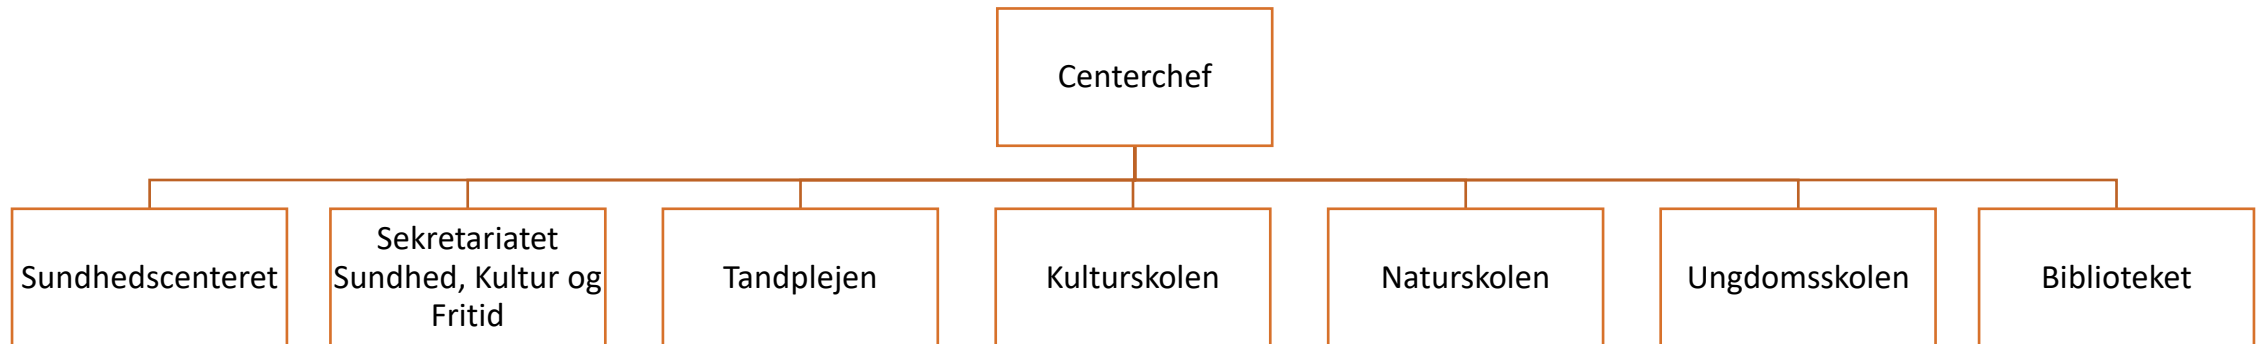 Centerchef
Sundhedscenteret
Sekretariatet
Sundhed, Kultur og
Fritid
Tandplejen
Kulturskolen
Naturskolen
Ungdomsskolen
Biblioteket